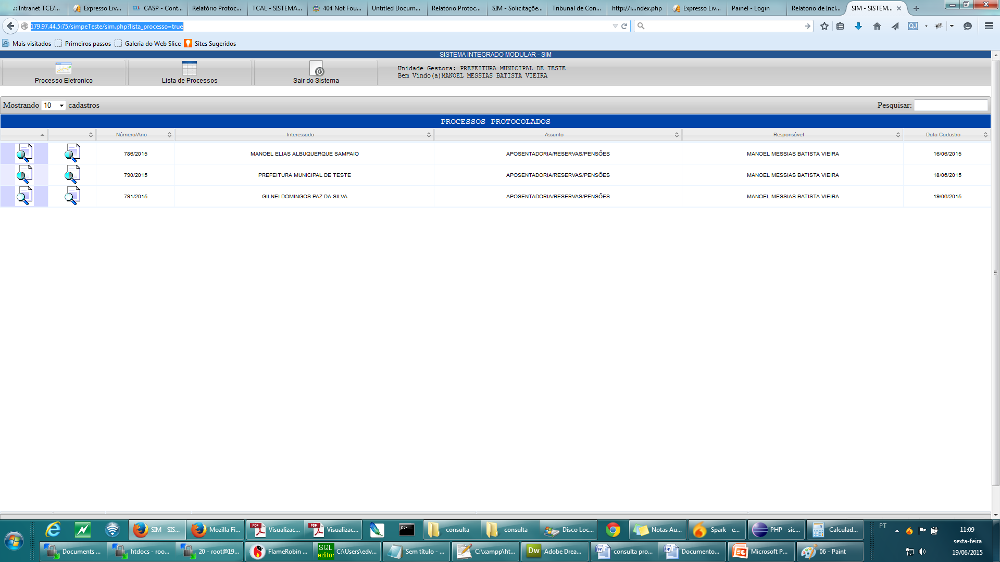 .:: Intranet TCE/...
Expresso Liv...
CASP - Cont...
Relatório Protoc...
TCAL - SISTEMA...
404 Not Fou...
Untitled Docum...
Relatório Protoc...
SIM - Solicitaçõe...
Tribunal de Con...
http://i...ndex.php
Expresso Liv...
Painel - Login
Relatório de Incl...
SIM - SISTEM...
179.97.44.5:75/simpeTeste/sim.php?lista_processo=true
QJ
Mais visitados
Primeiros passos
Galeria do Web Slice
Sites Sugeridos
SISTEMA INTEGRADO MODULAR - SIM
Processo Eletronico
Lista de Processos
Sair do Sistema
Unidade Gestora: PREFEITURA MUNICIPAL DE TESTE
Bem Vindo(a)MANOEL MESSIAS BATISTA VIEIRA
Mostrando 10 cadastros
Pesquisar:
PROCESSOS PROTOCOLADOS
Número/Ano Interessado Assunto Responsável Data Cadastro
786/2015 MANOEL ELIAS ALBUQUERQUE SAMPAIO APOSENTADORIA/RESERVAS/PENSÕES MANOEL MESSIAS BATISTA VIEIRA 16/06/2015
790/2015 PREFEITURA MUNICIPAL DE TESTE APOSENTADORIA/RESERVAS/PENSÕES MANOEL MESSIAS BATISTA VIEIRA 18/06/2015
791/2015 GILNEI DOMINGOS PAZ DA SILVA APOSENTADORIA/RESERVAS/PENSÕES MANOEL MESSIAS BATISTA VIEIRA 19/06/2015
SIM - SIS...
Mozilla Fi...
PDF
Visualizac...
PDF
Visualizac...
C:\
consulta
consulta
Disco Loc...
Notas Au...
Spark - e...
PHP - sic...
Calculad...
PT
11:09
sexta-feira
19/06/2015
Documents ...
htdocs - roo...
20 - root@19...
FlameRobin
SQL
editor
C:\Users\edv...
Sem título - ...
C:\xampp\ht...
Dw
Adobe Drea...
consulta pro...
Documento...
Microsoft P...
06 - Paint